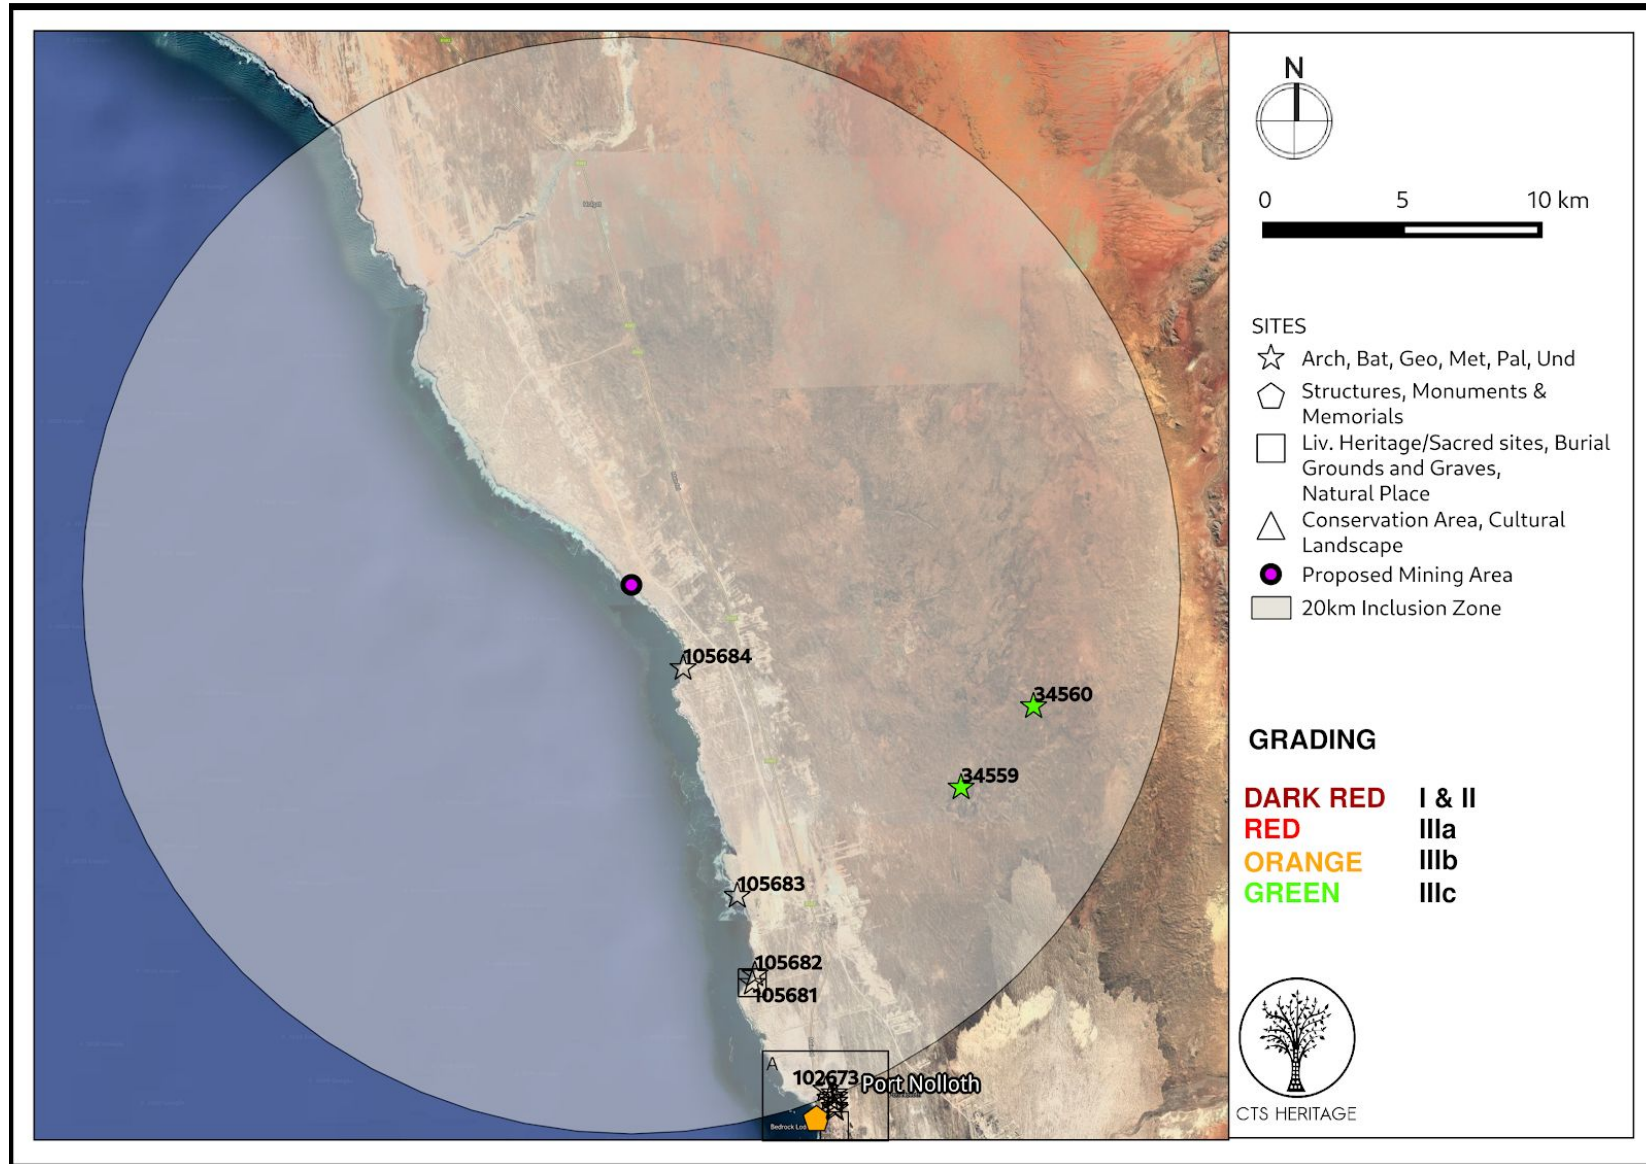 N
0 5 10 km
SITES
Arch, Bat, Geo, Met, Pal, Und
Structures, Monuments &
Memorials
Liv. Heritage/Sacred sites, Burial
Grounds and Graves,
Natural Place
Conservation Area, Cultural
Landscape
Proposed Mining Area
20km Inclusion Zone
GRADING
DARK RED I & II
RED IIIa
ORANGE IIIb
GREEN IIIc
CTS HERITAGE
105684
34560
34559
105683
105682
105681
A
102673
Port Nolloth